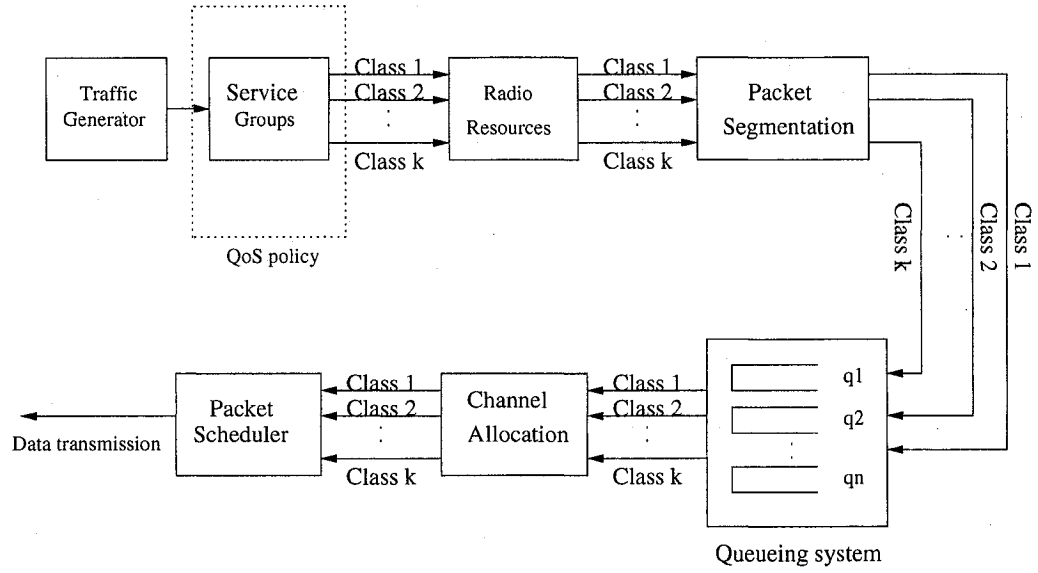 Traffic
Generator
Service
Groups
QoS policy
Class 1
Class 2
Class k
Radio
Resources
Class 1
Class 2
Class k
Packet
Segmentation
Class k
Class 2
Class 1
q1
q2
qn
Queueing system
Class 1
Class 2
Class k
Channel
Allocation
Class 1
Class 2
Class k
Packet
Scheduler
Data transmission